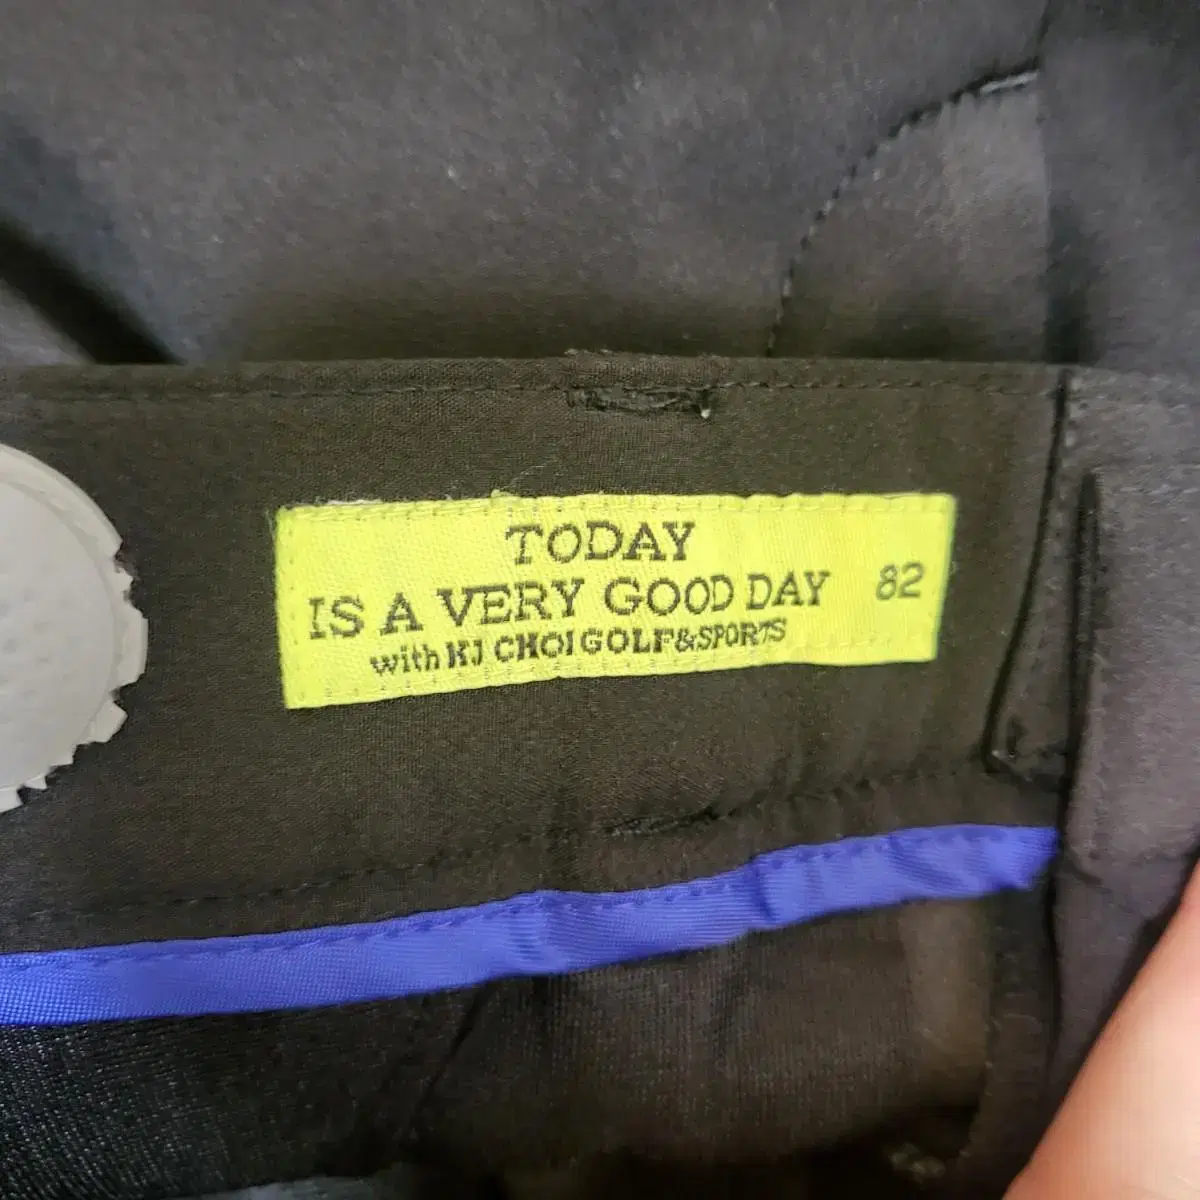 TODAY
IS A VERY GOOD DAY 82
with KJ CHOI GOLF&SPORTS